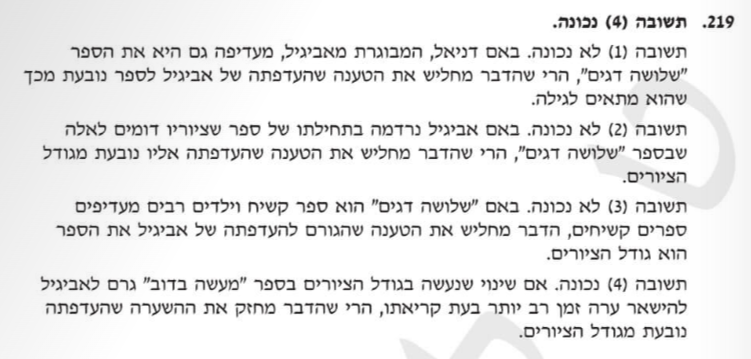 219. תשובה (4) נכונה.
תשובה (1) לא נכונה. באם דניאל, המבוגרת מאביגיל, מעדיפה גם היא את הספר
"שלושה דגים", הרי שהדבר מחליש את הטענה שהעדפתה של אביגיל לספר נובעת מכך
שהוא מתאים לגילה.
תשובה (2) לא נכונה. באם אביגיל נרדמה בתחילתו של ספר שציוריו דומים לאלה
שבספר "שלושה דגים", הרי שהדבר מחליש את הטענה שהעדפתה אליו נובעת מגודל
הציורים.
תשובה (3) לא נכונה. באם "שלושה דגים" הוא ספר קשיח וילדים רבים מעדיפים
ספרים קשיחים, הדבר מחליש את הטענה שהגורם להעדפתה של אביגיל את הספר
הוא גודל הציורים.
תשובה (4) נכונה. אם שינוי שנעשה בגודל הציורים בספר "מעשה בדוב" גרם לאביגיל
להישאר ערה זמן רב יותר בעת קריאתו, הרי שהדבר מחזק את ההשערה שהעדפתה
נובעת מגודל הציורים.